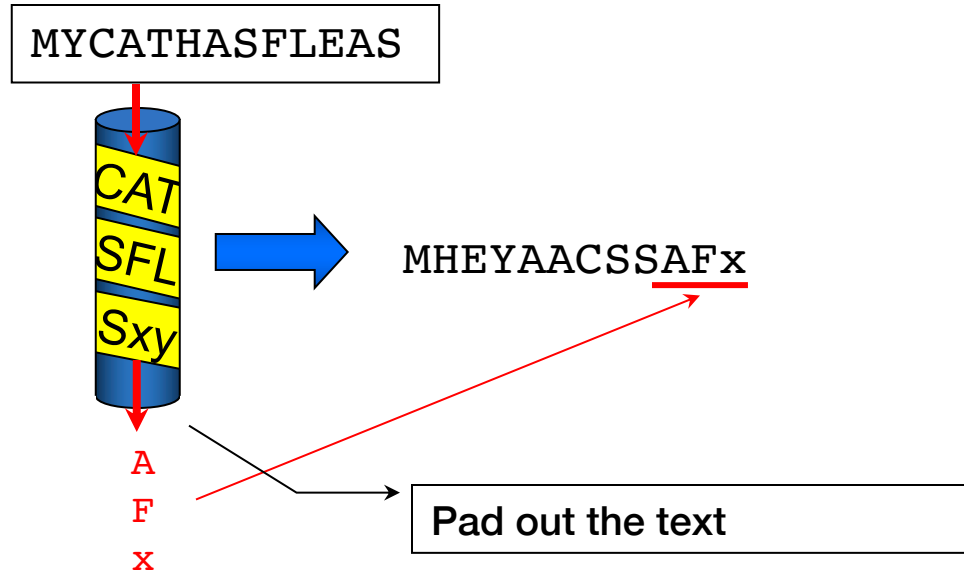 MYCATHASFLEAS
CAT
SFL
Sxy
MHEYAACSSAFx
A
F
x
Pad out the text